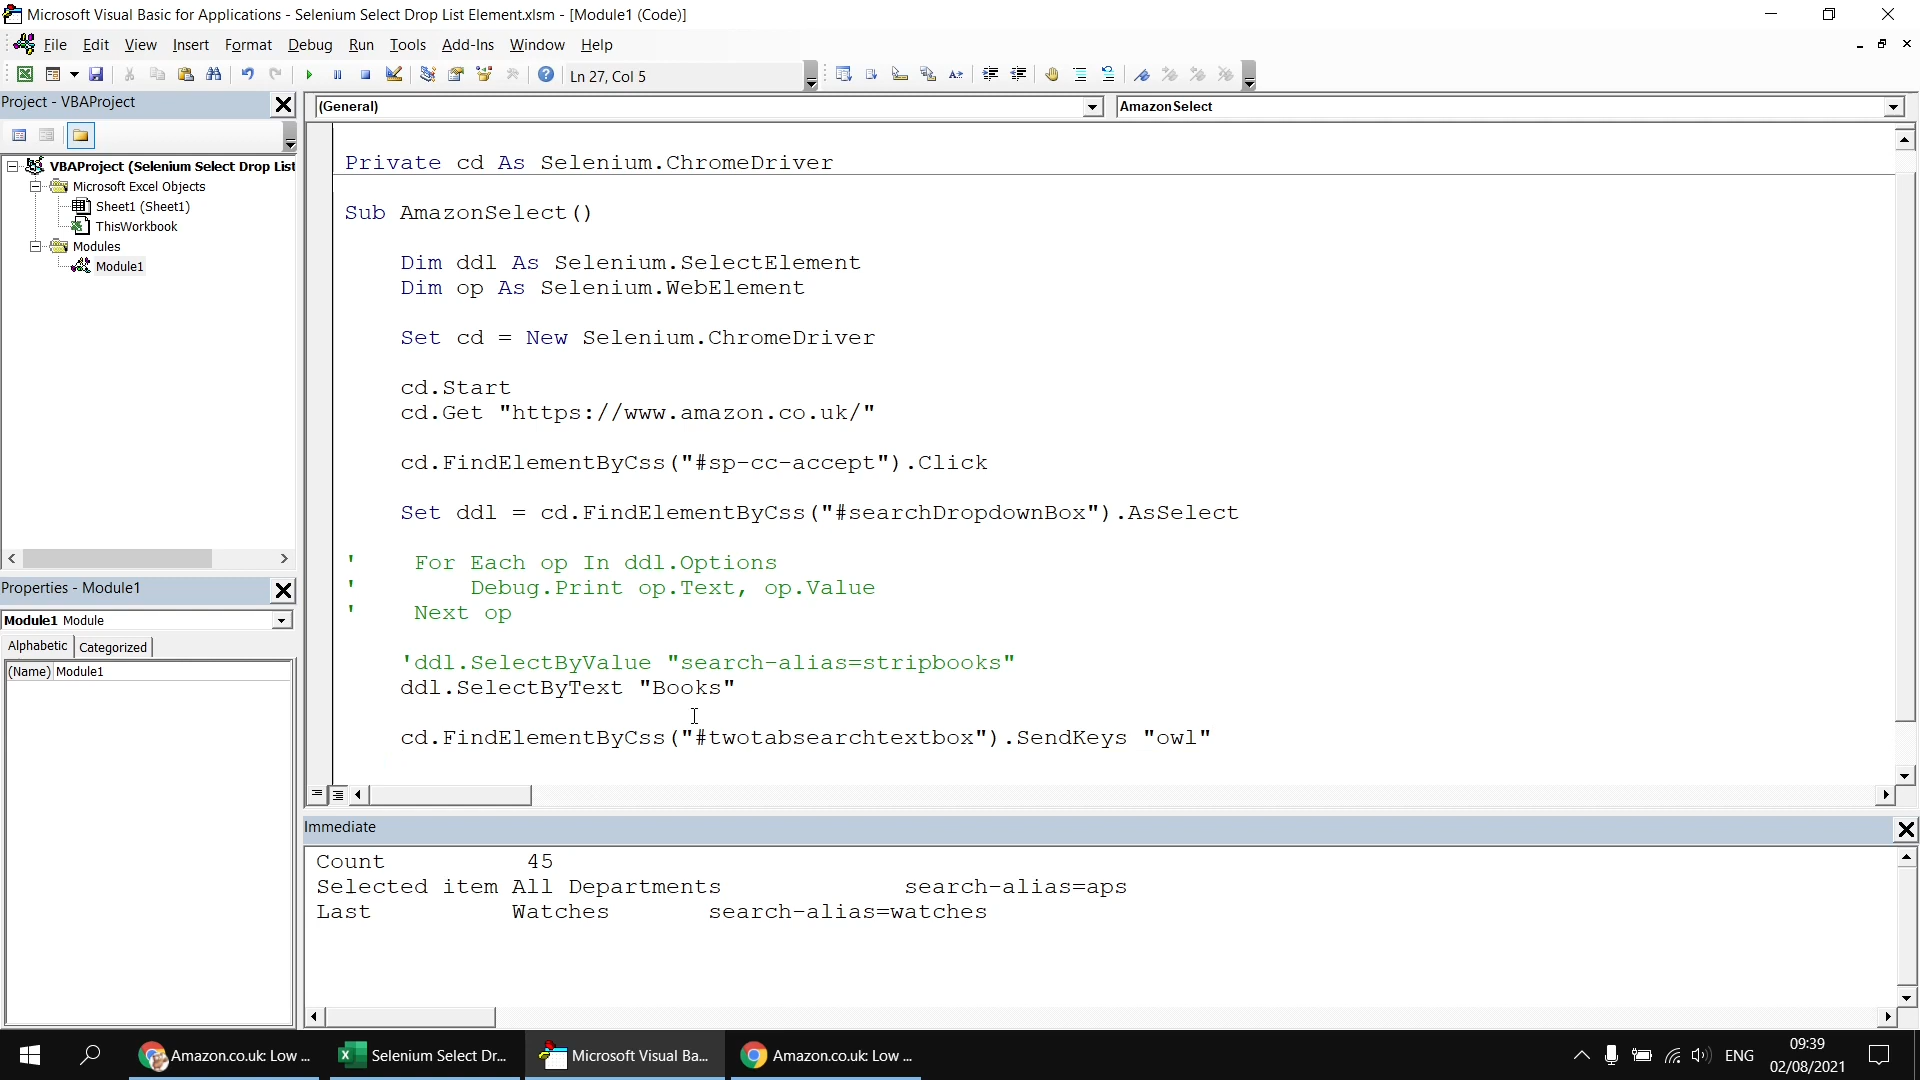 Microsoft Visual Basic for Applications - Selenium Select Drop List Element.xlsm - [Module1 (Code)]
File Edit View Insert Format Debug Run Tools Add-Ins Window Help
Ln 27, Col 5
Project - VBAProject
(General)
AmazonSelect
VBAProject (Selenium Select Drop List
Microsoft Excel Objects
Sheet1 (Sheet1)
ThisWorkbook
Modules
Module1
Properties - Module1
Module1 Module
Alphabetic Categorized
(Name) Module1
Private cd As Selenium.ChromeDriver
Sub AmazonSelect()
Dim ddl As Selenium.SelectElement
Dim op As Selenium.WebElement
Set cd = New Selenium.ChromeDriver
cd.Start
cd.Get "https://www.amazon.co.uk/"
cd.FindElementByCss("#sp-cc-accept").Click
Set ddl = cd.FindElementByCss("#searchDropdownBox").AsSelect
' For Each op In ddl.Options
' Debug.Print op.Text, op.Value
' Next op
'ddl.SelectByValue "search-alias=stripbooks"
ddl.SelectByText "Books"
cd.FindElementByCss("#twotabsearchtextbox").SendKeys "owl"
Immediate
Count 45
Selected item All Departments search-alias=aps
Last Watches search-alias=watches
Amazon.co.uk: Low ...
Selenium Select Dr...
Microsoft Visual Ba...
Amazon.co.uk: Low ...
ENG
09:39
02/08/2021